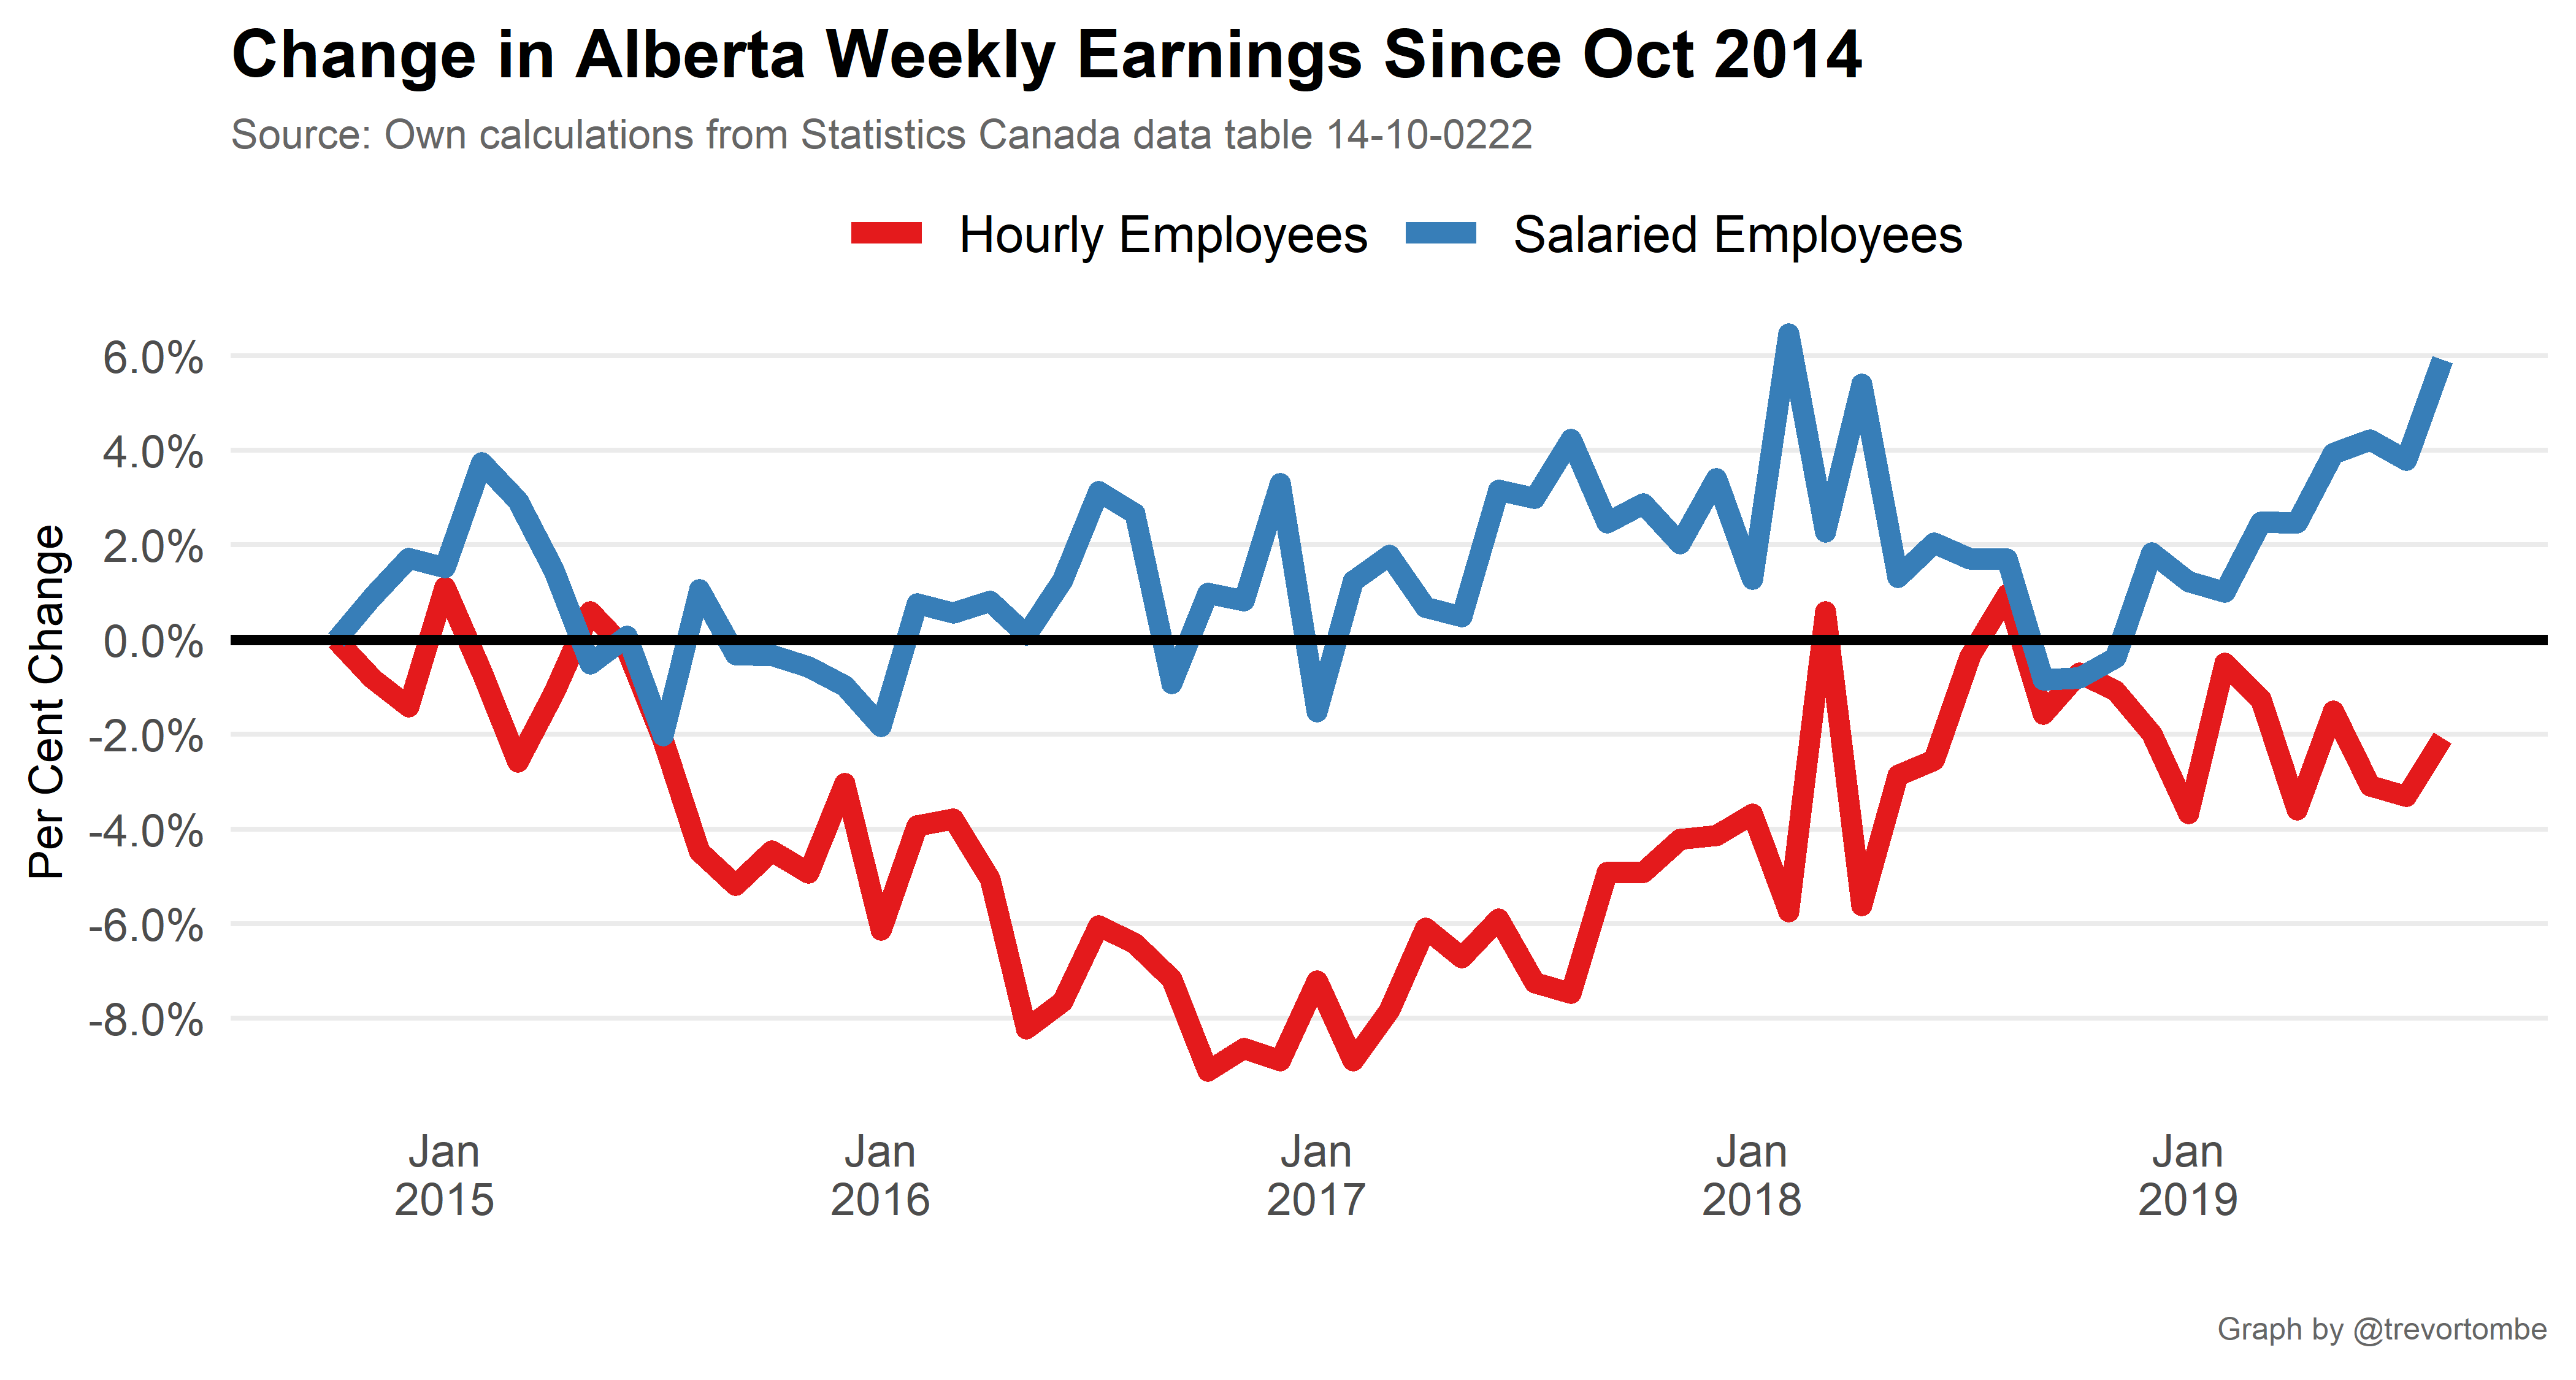 Change in Alberta Weekly Earnings Since Oct 2014
Source: Own calculations from Statistics Canada data table 14-10-0222
Hourly Employees
Salaried Employees
Per Cent Change
6.0%
4.0%
2.0%
0.0%
-2.0%
-4.0%
-6.0%
-8.0%
Jan
2015
Jan
2016
Jan
2017
Jan
2018
Jan
2019
Graph by @trevortombe